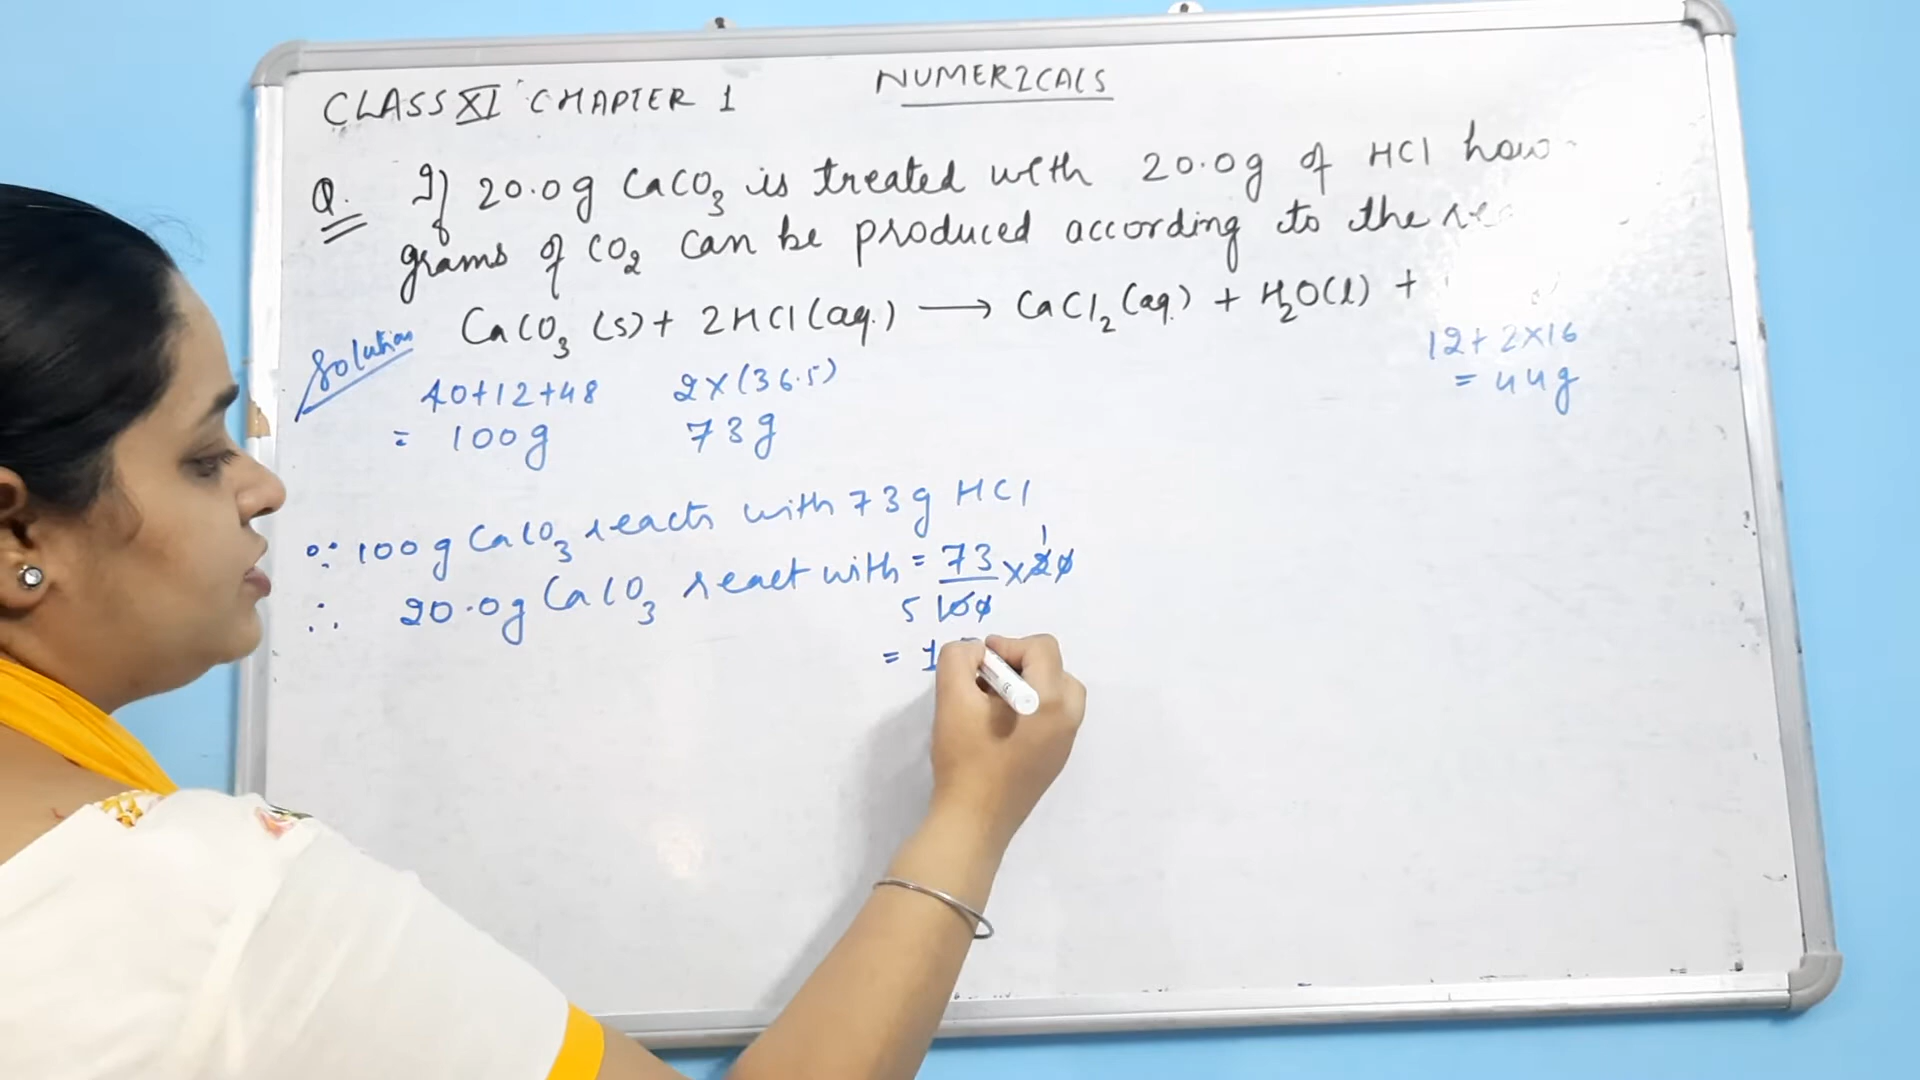 CLASS XI CHAPTER 1
NUMERICALS
Q. If 20.0g CaCO₃ is treated with 20.0g of HCl how
grams of CO₂ can be produced according to the
CaCO₃ (s) + 2HCl (aq.) ⟶ CaCl₂ (aq.) + H₂O(l) +
Solution
40+12+48 2×(36.5) 12+2×16
= 100g 73g = 44g
∵ 100g CaCO₃ reacts with 73g HCl
∴ 20.0g CaCO₃ react with = 73/100 × 20
5 1
= 1